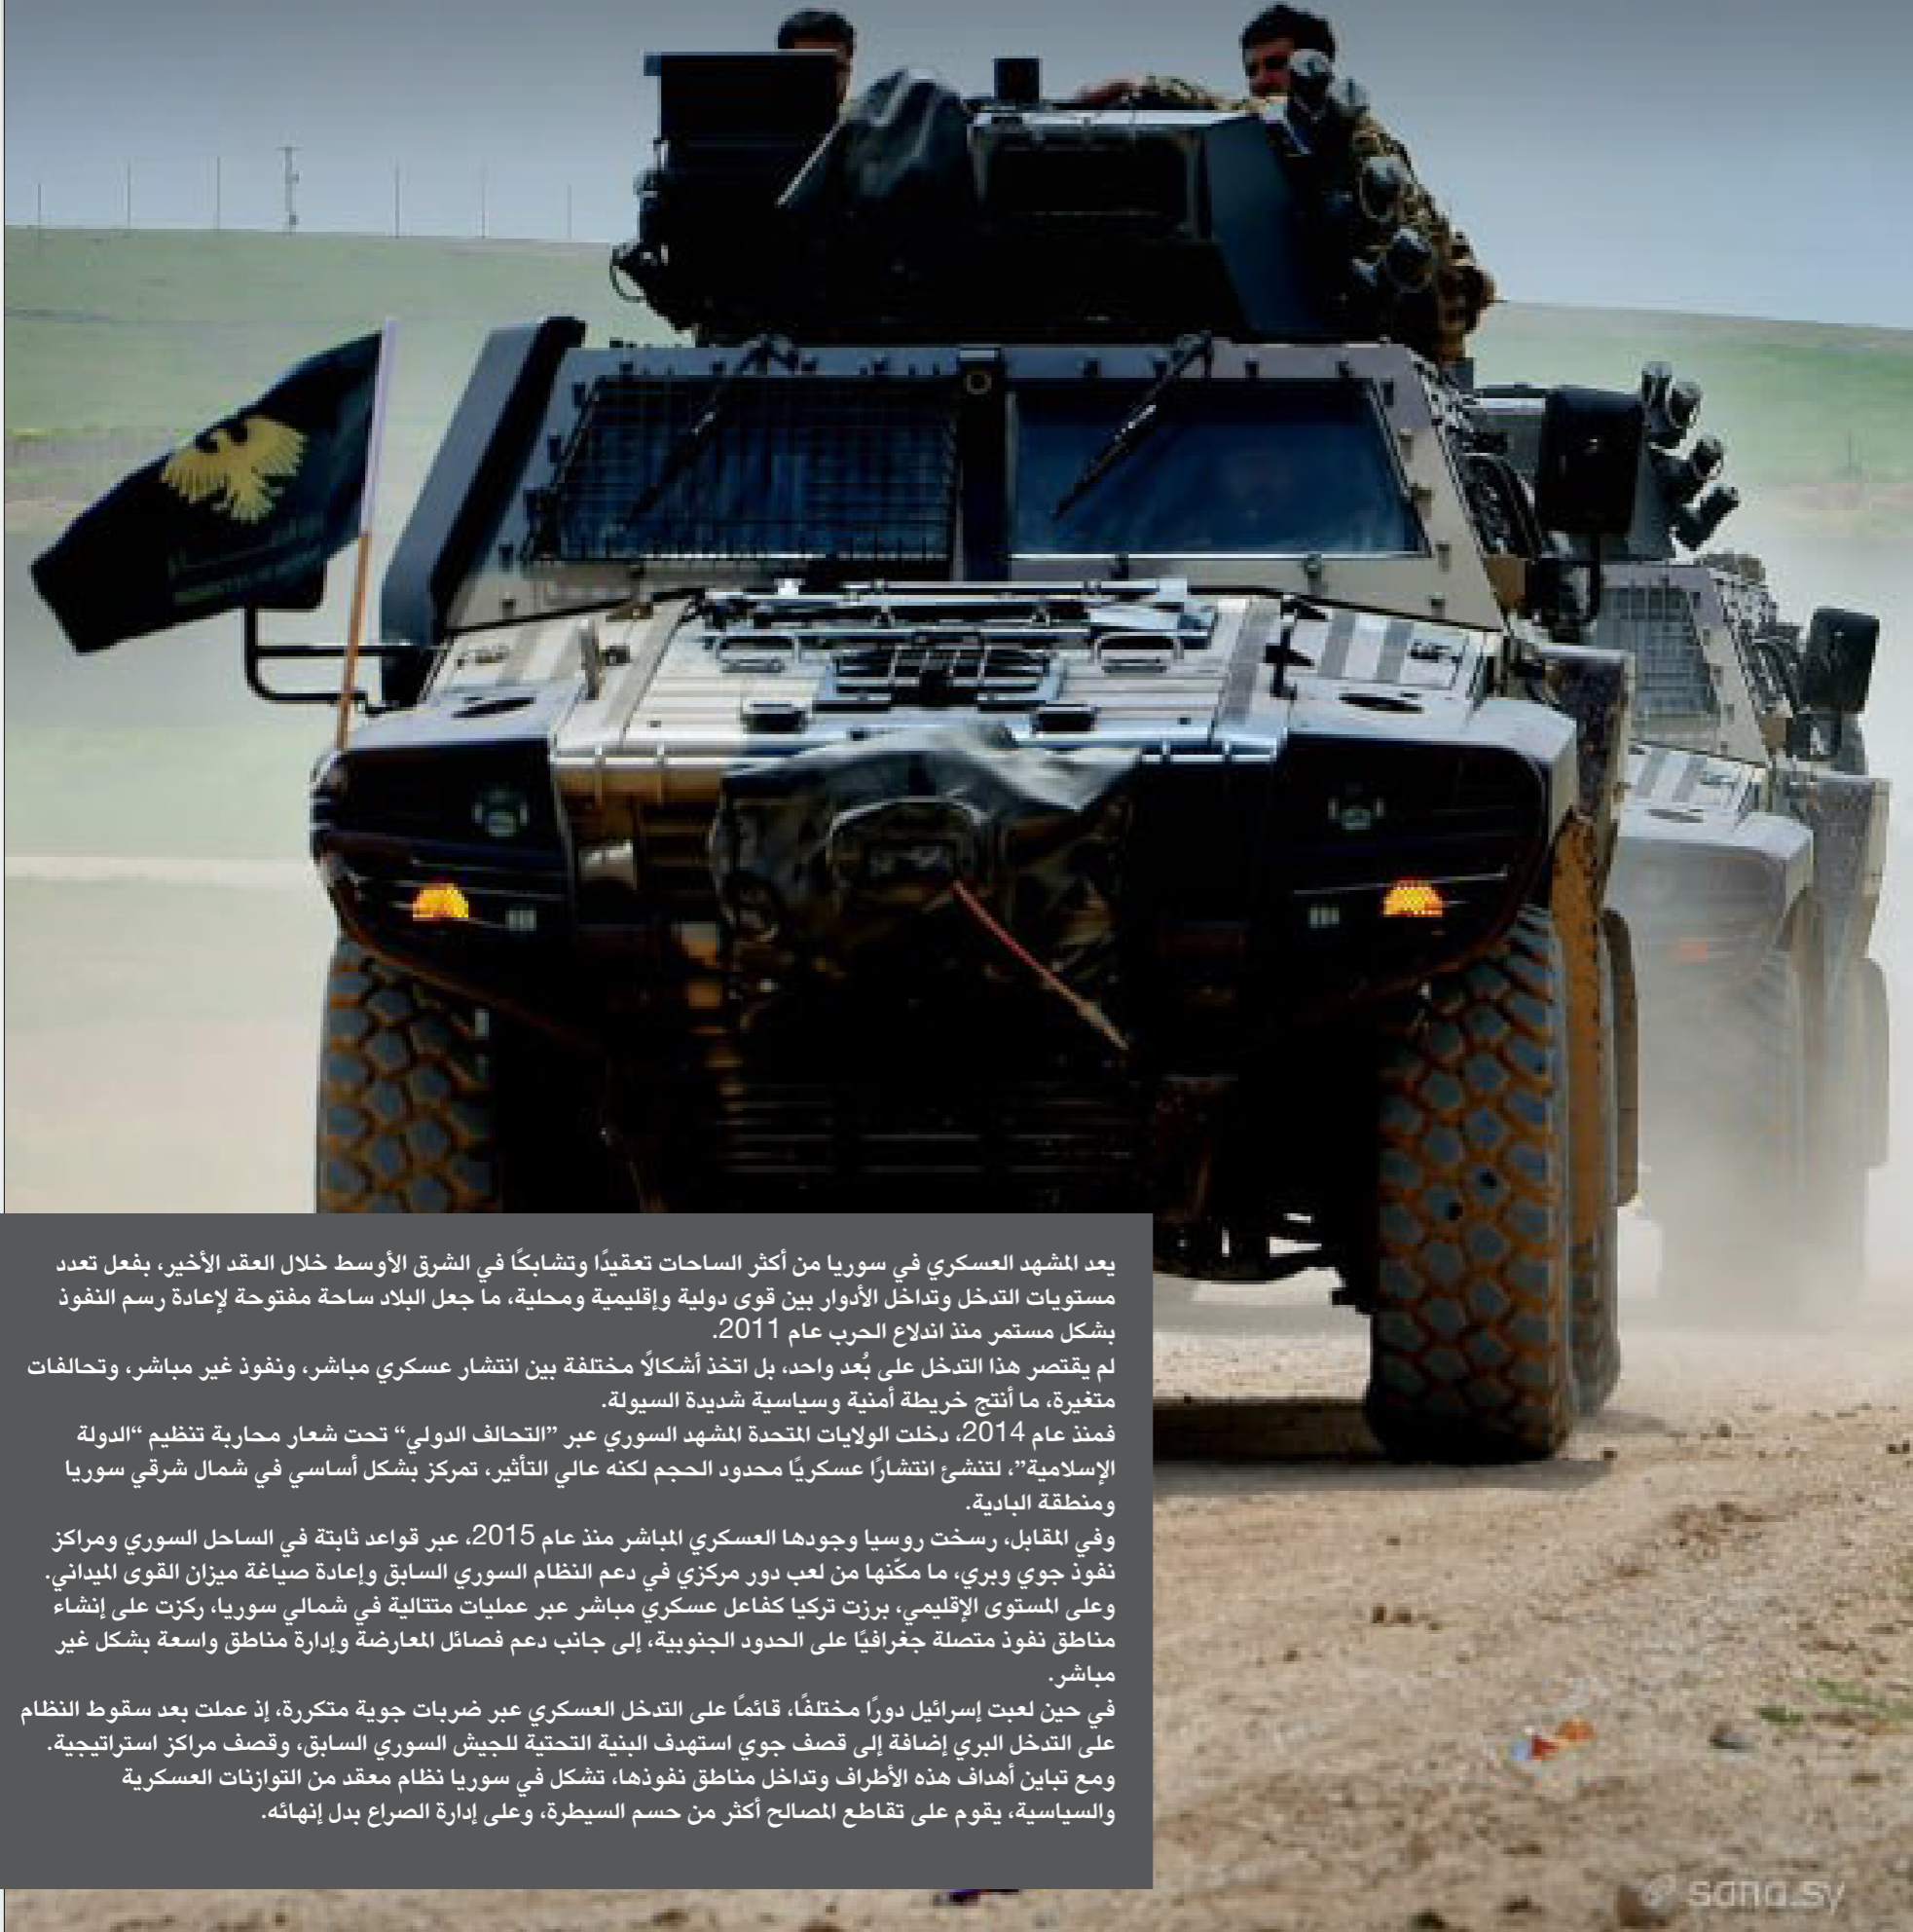 يعد المشهد العسكري في سوريا من أكثر الساحات تعقيدًا وتشابكًا في الشرق الأوسط خلال العقد الأخير، بفعل تعدد
مستويات التدخل وتداخل الأدوار بين قوى دولية وإقليمية ومحلية، ما جعل البلاد ساحة مفتوحة لإعادة رسم النفوذ
بشكل مستمر منذ اندلاع الحرب عام 2011.
لم يقتصر هذا التدخل على بُعد واحد، بل اتخذ أشكالًا مختلفة بين انتشار عسكري مباشر، ونفوذ غير مباشر، وتحالفات
متغيرة، ما أنتج خريطة أمنية وسياسية شديدة السيولة.
فمنذ عام 2014، دخلت الولايات المتحدة المشهد السوري عبر ”التحالف الدولي“ تحت شعار محاربة تنظيم “الدولة
الإسلامية”، لتنشئ انتشارًا عسكريًا محدود الحجم لكنه عالي التأثير، تمركز بشكل أساسي في شمال شرقي سوريا
ومنطقة البادية.
وفي المقابل، رسخت روسيا وجودها العسكري المباشر منذ عام 2015، عبر قواعد ثابتة في الساحل السوري ومراكز
نفوذ جوي وبري، ما مكّنها من لعب دور مركزي في دعم النظام السوري السابق وإعادة صياغة ميزان القوى الميداني.
وعلى المستوى الإقليمي، برزت تركيا كفاعل عسكري مباشر عبر عمليات متتالية في شمالي سوريا، ركزت على إنشاء
مناطق نفوذ متصلة جغرافيًا على الحدود الجنوبية، إلى جانب دعم فصائل المعارضة وإدارة مناطق واسعة بشكل غير
مباشر.
في حين لعبت إسرائيل دورًا مختلفًا، قائمًا على التدخل العسكري عبر ضربات جوية متكررة، إذ عملت بعد سقوط النظام
على التدخل البري إضافة إلى قصف جوي استهدف البنية التحتية للجيش السوري السابق، وقصف مراكز استراتيجية.
ومع تباين أهداف هذه الأطراف وتداخل مناطق نفوذها، تشكل في سوريا نظام معقد من التوازنات العسكرية
والسياسية، يقوم على تقاطع المصالح أكثر من حسم السيطرة، وعلى إدارة الصراع بدل إنهائه.
sana.sy